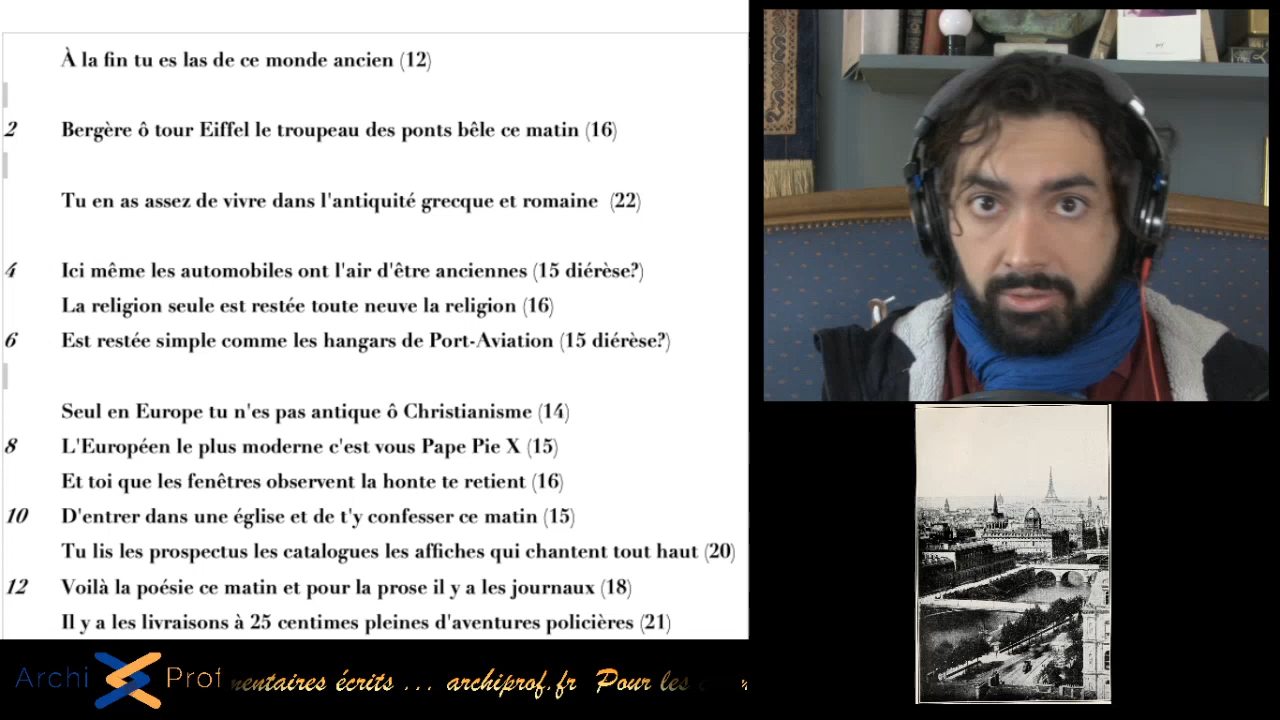 À la fin tu es las de ce monde ancien (12)
2 Bergère ô tour Eiffel le troupeau des ponts bêle ce matin (16)
Tu en as assez de vivre dans l'antiquité grecque et romaine (22)
4 Ici même les automobiles ont l'air d'être anciennes (15 diérèse?)
La religion seule est restée toute neuve la religion (16)
6 Est restée simple comme les hangars de Port-Aviation (15 diérèse?)
Seul en Europe tu n'es pas antique ô Christianisme (14)
8 L'Européen le plus moderne c'est vous Pape Pie X (15)
Et toi que les fenêtres observent la honte te retient (16)
10 D'entrer dans une église et de t'y confesser ce matin (15)
Tu lis les prospectus les catalogues les affiches qui chantent tout haut (20)
12 Voilà la poésie ce matin et pour la prose il y a les journaux (18)
Il y a les livraisons à 25 centimes pleines d'aventures policières (21)
Archi Prof
mentaires écrits ... archiprof.fr Pour les